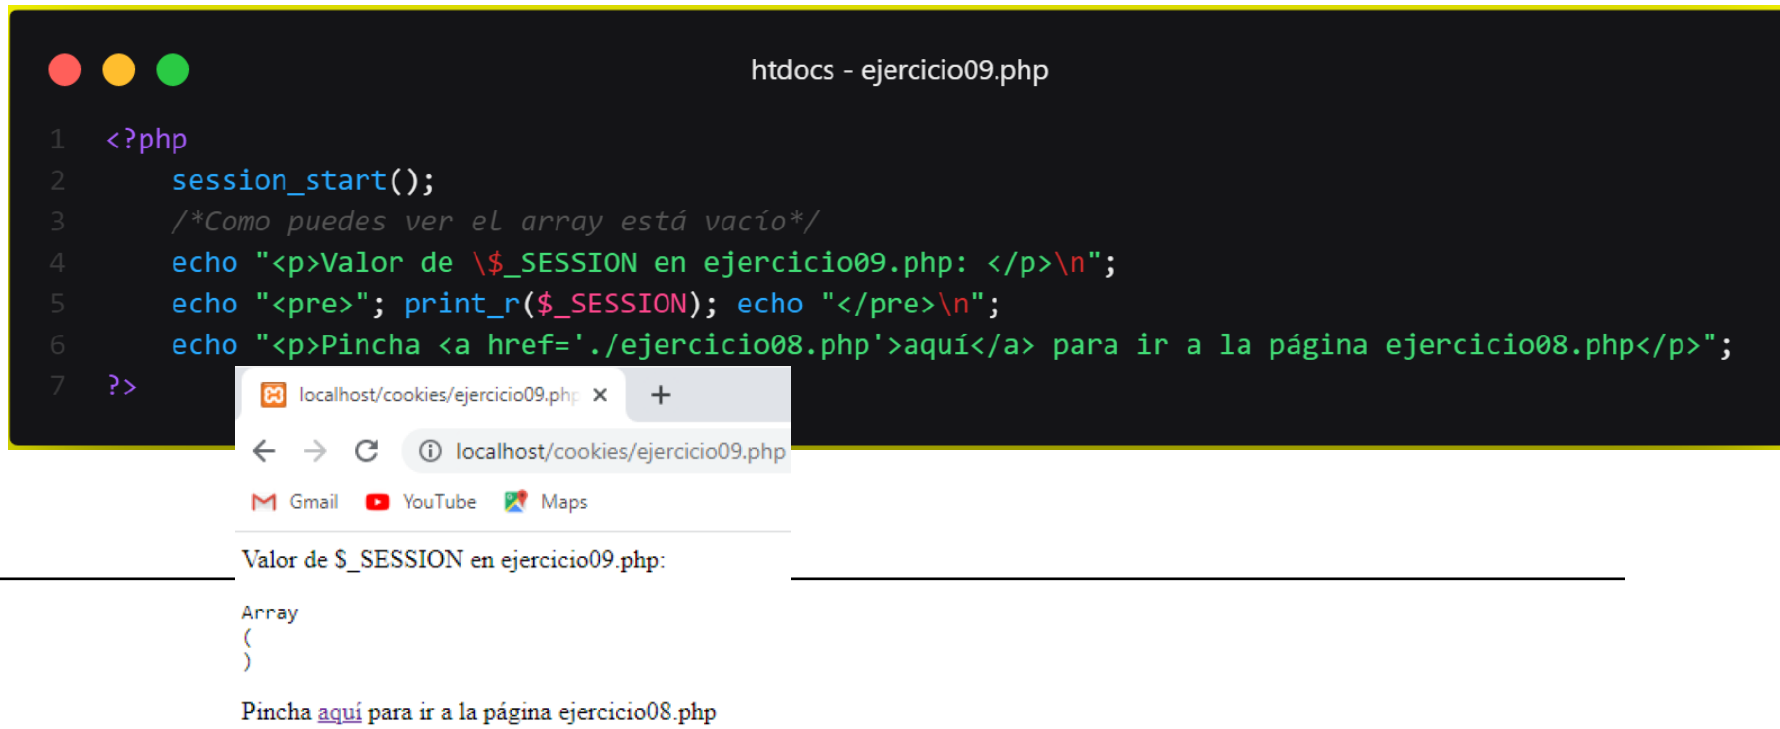 htdocs - ejercicio09.php
1 <?php
2 session_start();
3 /*Como puedes ver el array está vacío*/
4 echo "<p>Valor de \$_SESSION en ejercicio09.php: </p>\n";
5 echo "<pre>"; print_r($_SESSION); echo "</pre>\n";
6 echo "<p>Pincha <a href='./ejercicio08.php'>aquí</a> para ir a la página ejercicio08.php</p>";
7 ?>
localhost/cookies/ejercicio09.php
localhost/cookies/ejercicio09.php
Gmail YouTube Maps
Valor de $_SESSION en ejercicio09.php:
Array
(
)
Pincha aquí para ir a la página ejercicio08.php